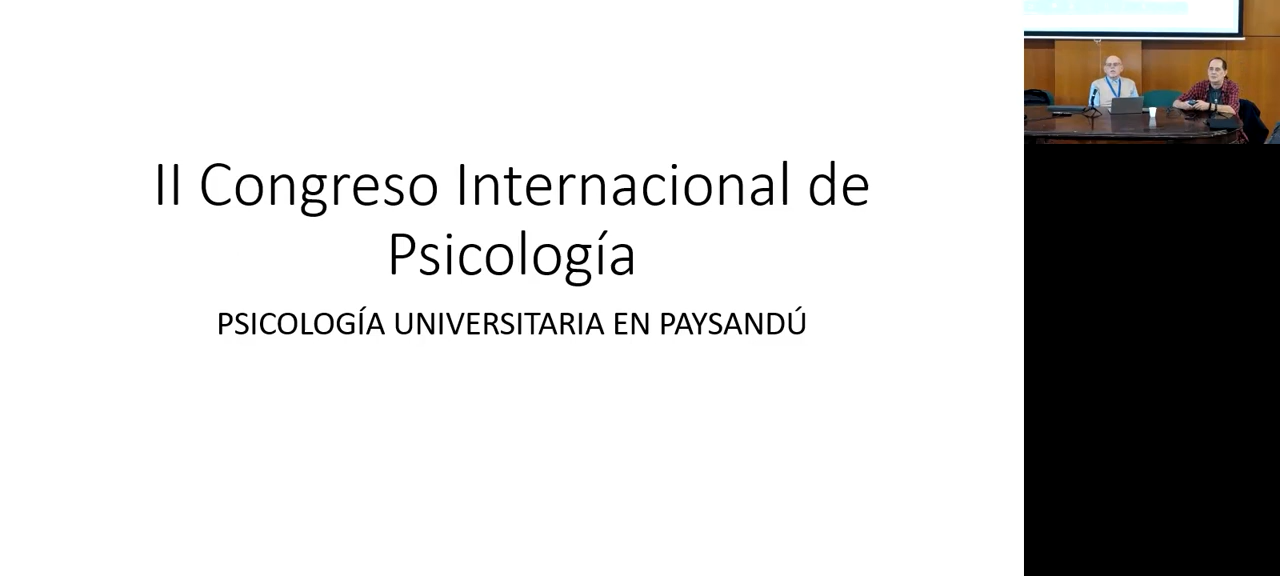 II Congreso Internacional de
Psicología
PSICOLOGÍA UNIVERSITARIA EN PAYSANDÚ